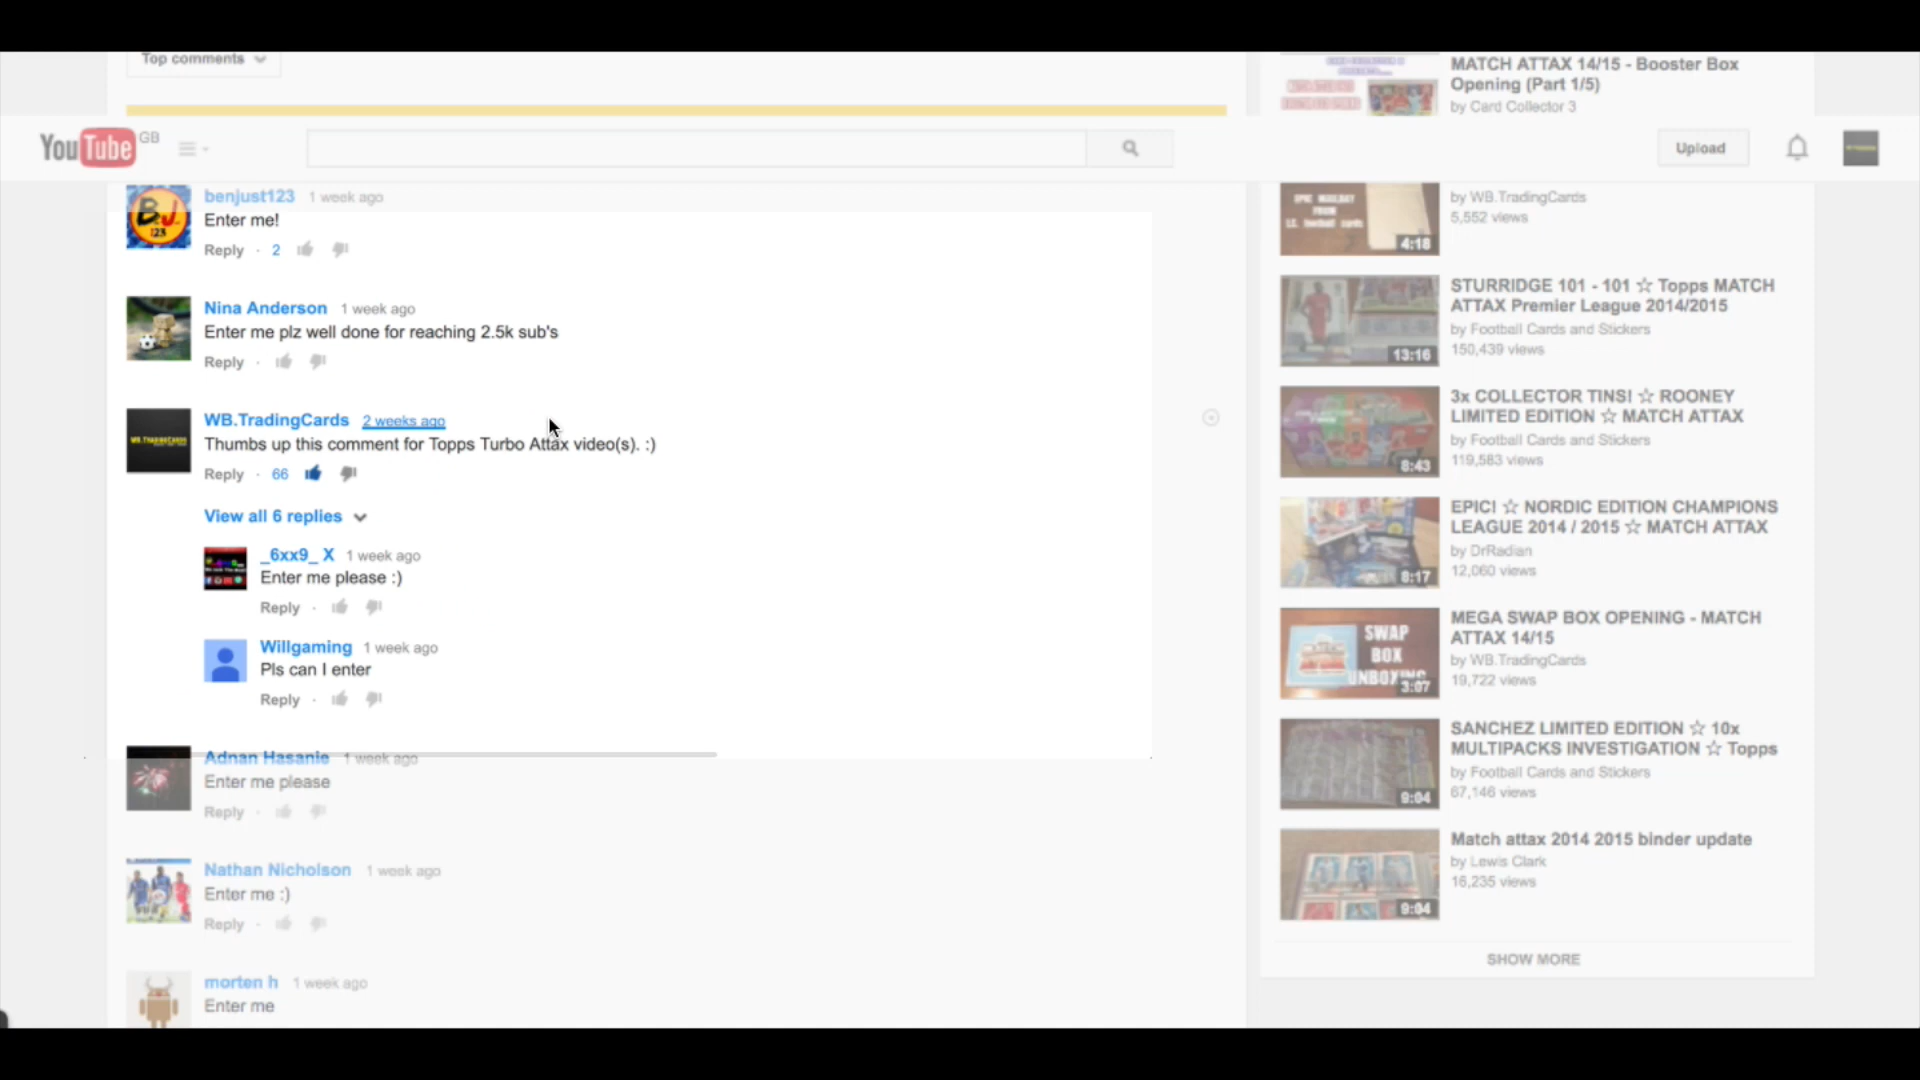 Top comments
YouTube GB
Upload
benjust123 1 week ago
Enter me!
Reply · 2
Nina Anderson 1 week ago
Enter me plz well done for reaching 2.5k sub's
Reply ·
WB.TradingCards 2 weeks ago
Thumbs up this comment for Topps Turbo Attax video(s). :)
Reply · 66
View all 6 replies
_6xx9_ X 1 week ago
Enter me please :)
Reply ·
Willgaming 1 week ago
Pls can I enter
Reply ·
Adnan Hasanie 1 week ago
Enter me please
Reply ·
Nathan Nicholson 1 week ago
Enter me :)
Reply ·
morten h 1 week ago
Enter me
MATCH ATTAX 14/15 - Booster Box
Opening (Part 1/5)
by Card Collector 3
by WB.TradingCards
5,552 views
4:18
STURRIDGE 101 - 101 ☆ Topps MATCH
ATTAX Premier League 2014/2015
by Football Cards and Stickers
150,439 views
13:16
3x COLLECTOR TINS! ☆ ROONEY
LIMITED EDITION ☆ MATCH ATTAX
by Football Cards and Stickers
119,583 views
8:43
EPIC! ☆ NORDIC EDITION CHAMPIONS
LEAGUE 2014 / 2015 ☆ MATCH ATTAX
by DrRadian
12,060 views
8:17
MEGA SWAP BOX OPENING - MATCH
ATTAX 14/15
by WB.TradingCards
19,722 views
SWAP
BOX
UNBOXING
3:07
SANCHEZ LIMITED EDITION ☆ 10x
MULTIPACKS INVESTIGATION ☆ Topps
by Football Cards and Stickers
67,146 views
9:04
Match attax 2014 2015 binder update
by Lewis Clark
16,235 views
9:04
SHOW MORE